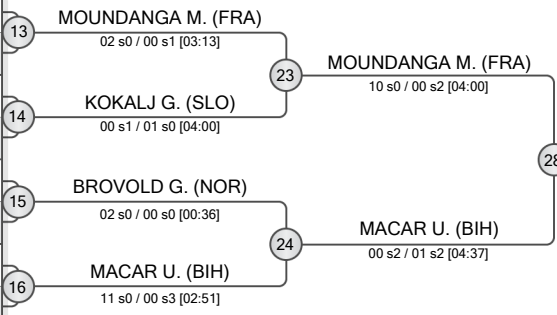 13
MOUNDANGA M. (FRA)
02 s0 / 00 s1 [03:13]
23
MOUNDANGA M. (FRA)
10 s0 / 00 s2 [04:00]
14
KOKALJ G. (SLO)
00 s1 / 01 s0 [04:00]
28
15
BROVOLD G. (NOR)
02 s0 / 00 s0 [00:36]
24
MACAR U. (BIH)
00 s2 / 01 s2 [04:37]
16
MACAR U. (BIH)
11 s0 / 00 s3 [02:51]